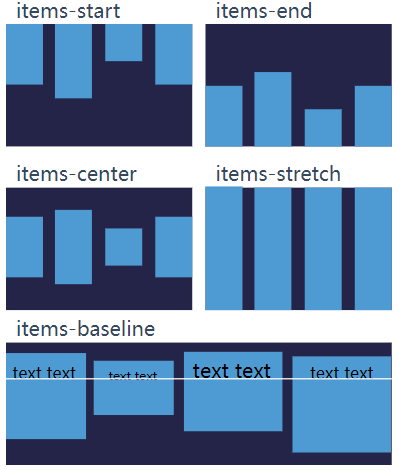 items-start
items-end
items-center
items-stretch
items-baseline
text text
text text
text text
text text